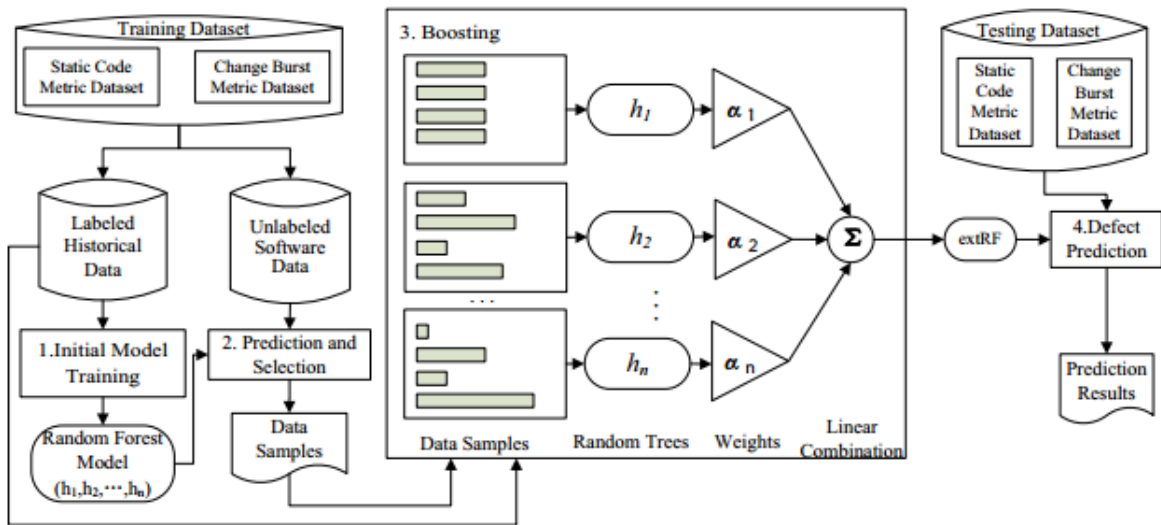 Training Dataset
Static Code
Metric Dataset
Change Burst
Metric Dataset
Labeled
Historical
Data
Unlabeled
Software
Data
1.Initial Model
Training
2. Prediction and
Selection
Random Forest
Model
(h₁,h₂,⋯,hₙ)
Data
Samples
3. Boosting
h₁
α 1
h₂
α 2
. . .
hₙ
α n
Σ
Data Samples
Random Trees
Weights
Linear
Combination
extRF
Testing Dataset
Static
Code
Metric
Dataset
Change
Burst
Metric
Dataset
4.Defect
Prediction
Prediction
Results